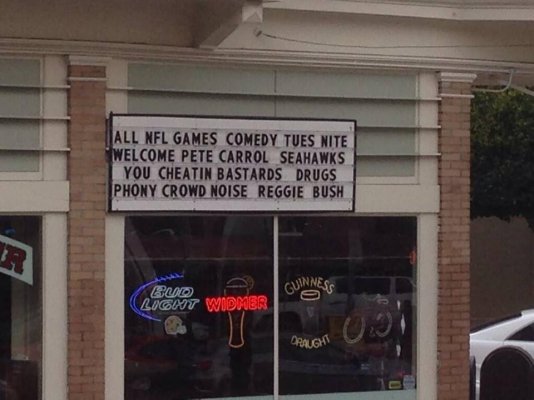 ALL NFL GAMES COMEDY TUES NITE
WELCOME PETE CARROL SEAHAWKS
YOU CHEATIN BASTARDS DRUGS
PHONY CROWD NOISE REGGIE BUSH
BUD
LIGHT
WIDMER
GUINNESS
DRAUGHT